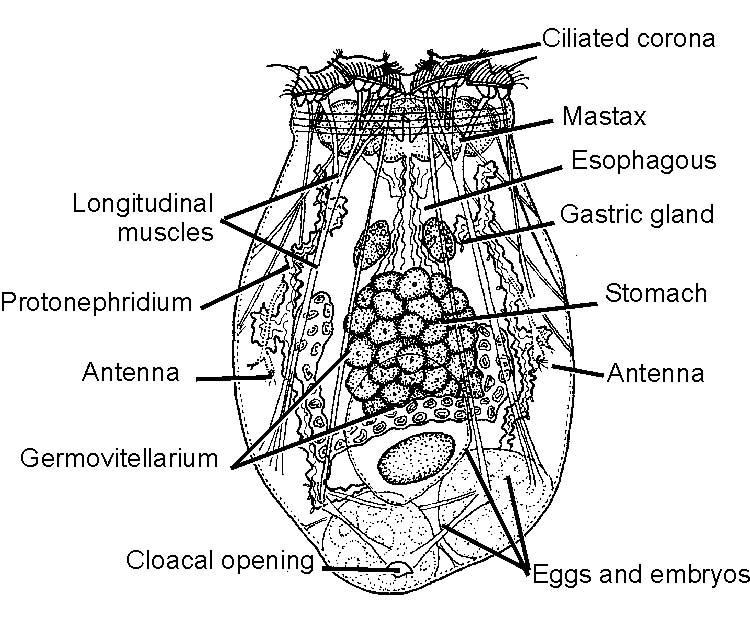 Ciliated corona
Mastax
Esophagous
Longitudinal
muscles
Gastric gland
Protonephridium
Stomach
Antenna
Antenna
Germovitellarium
Cloacal opening
Eggs and embryos